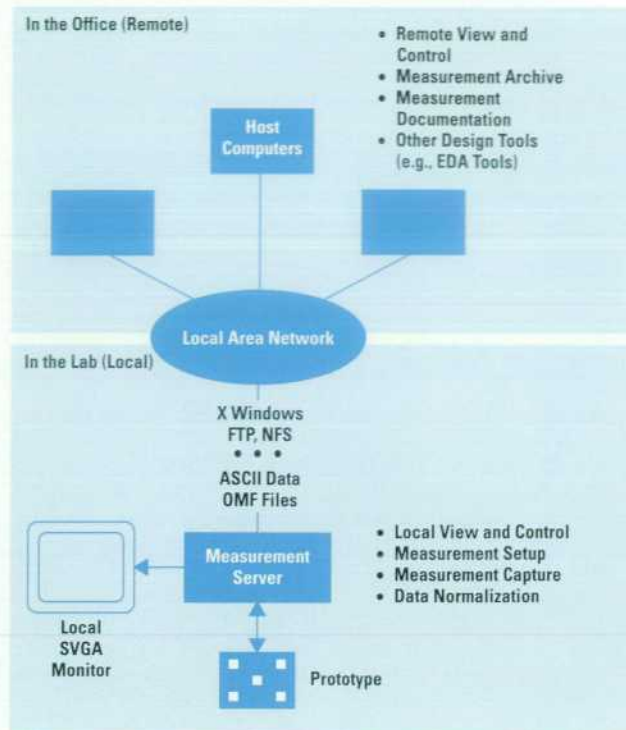 In the Office (Remote)
• Remote View and
Control
• Measurement Archive
• Measurement
Documentation
• Other Design Tools
(e.g., EDA Tools)
Host
Computers
Local Area Network
In the Lab (Local)
X Windows
FTP, NFS
• • •
ASCII Data
OMF Files
Measurement
Server
• Local View and Control
• Measurement Setup
• Measurement Capture
• Data Normalization
Local
SVGA
Monitor
Prototype